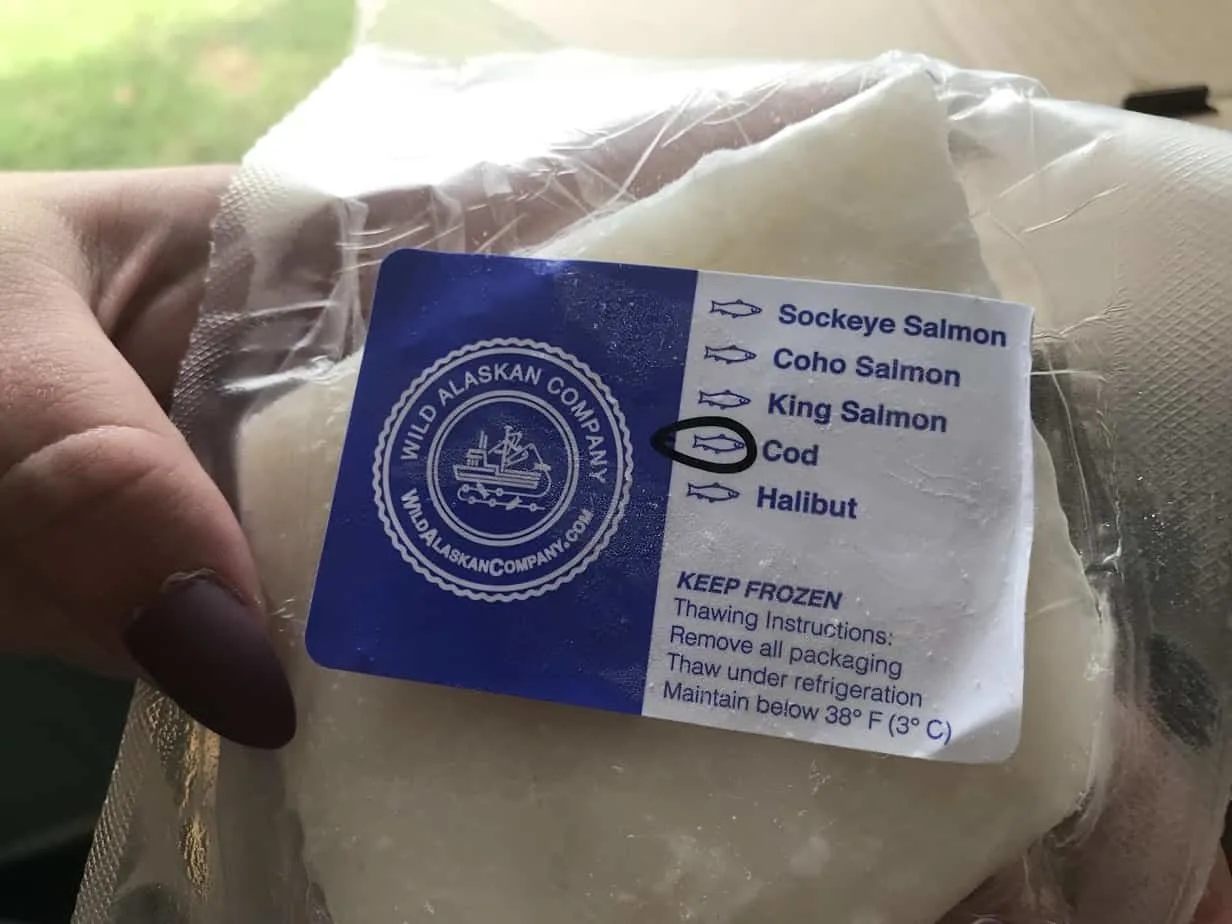 WILD ALASKAN COMPANY
WILDALASKANCOMPANY.COM
Sockeye Salmon
Coho Salmon
King Salmon
Cod
Halibut
KEEP FROZEN
Thawing Instructions:
Remove all packaging
Thaw under refrigeration
Maintain below 38° F (3° C)